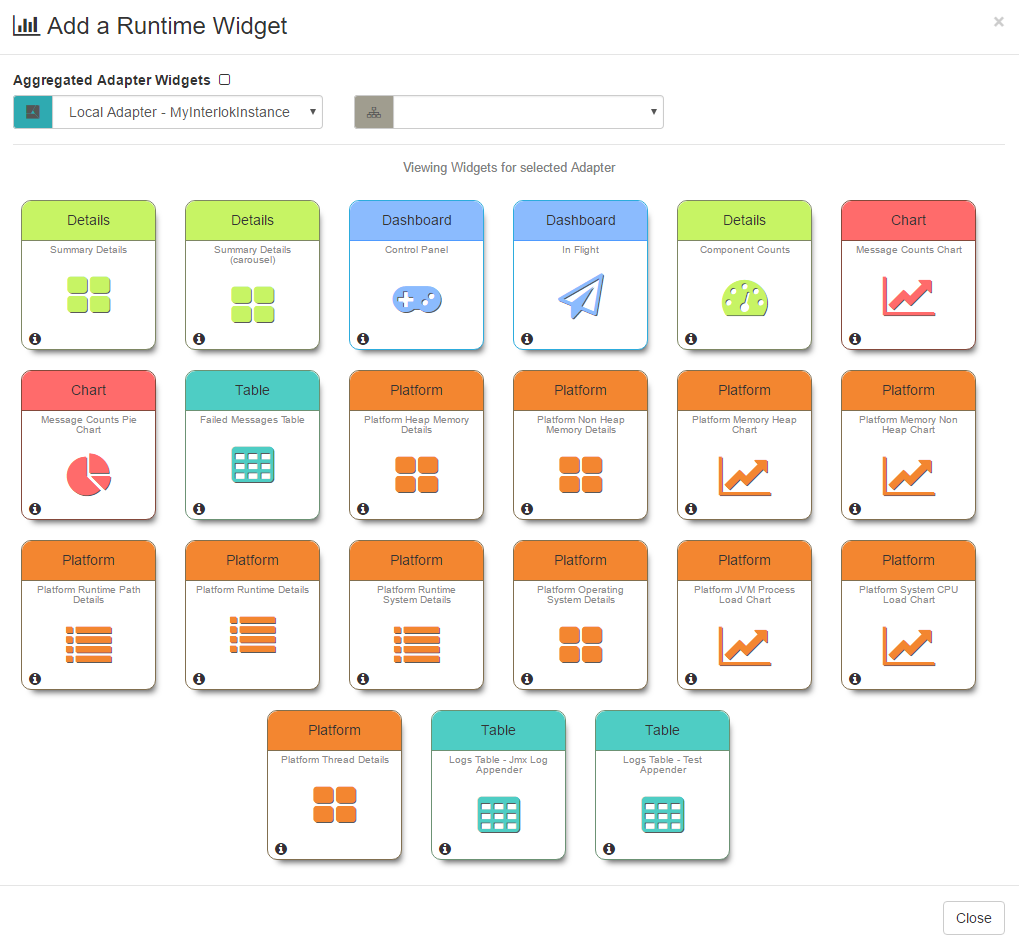 Add a Runtime Widget
×
Aggregated Adapter Widgets
Local Adapter - MyInterlokInstance
Viewing Widgets for selected Adapter
Details
Summary Details
Details
Summary Details
(carousel)
Dashboard
Control Panel
Dashboard
In Flight
Details
Component Counts
Chart
Message Counts Chart
Chart
Message Counts Pie
Chart
Table
Failed Messages Table
Platform
Platform Heap Memory
Details
Platform
Platform Non Heap
Memory Details
Platform
Platform Memory Heap
Chart
Platform
Platform Memory Non
Heap Chart
Platform
Platform Runtime Path
Details
Platform
Platform Runtime Details
Platform
Platform Runtime
System Details
Platform
Platform Operating
System Details
Platform
Platform JVM Process
Load Chart
Platform
Platform System CPU
Load Chart
Platform
Platform Thread Details
Table
Logs Table - Jmx Log
Appender
Table
Logs Table - Test
Appender
Close